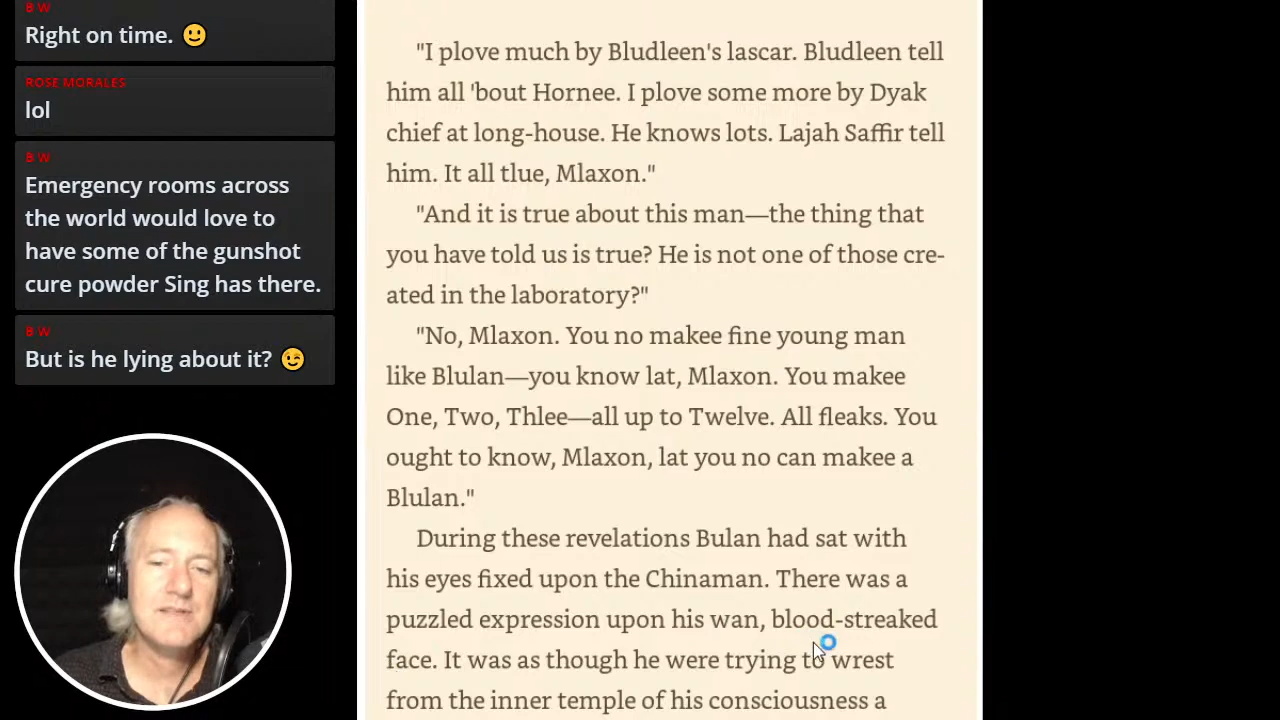 B W
Right on time. 🙂
ROSE MORALES
lol
B W
Emergency rooms across
the world would love to
have some of the gunshot
cure powder Sing has there.
B W
But is he lying about it? 😉
"I plove much by Bludleen's lascar. Bludleen tell
him all 'bout Hornee. I plove some more by Dyak
chief at long-house. He knows lots. Lajah Saffir tell
him. It all tlue, Mlaxon."
"And it is true about this man—the thing that
you have told us is true? He is not one of those cre-
ated in the laboratory?"
"No, Mlaxon. You no makee fine young man
like Blulan—you know lat, Mlaxon. You makee
One, Two, Thlee—all up to Twelve. All fleaks. You
ought to know, Mlaxon, lat you no can makee a
Blulan."
During these revelations Bulan had sat with
his eyes fixed upon the Chinaman. There was a
puzzled expression upon his wan, blood-streaked
face. It was as though he were trying to wrest
from the inner temple of his consciousness a